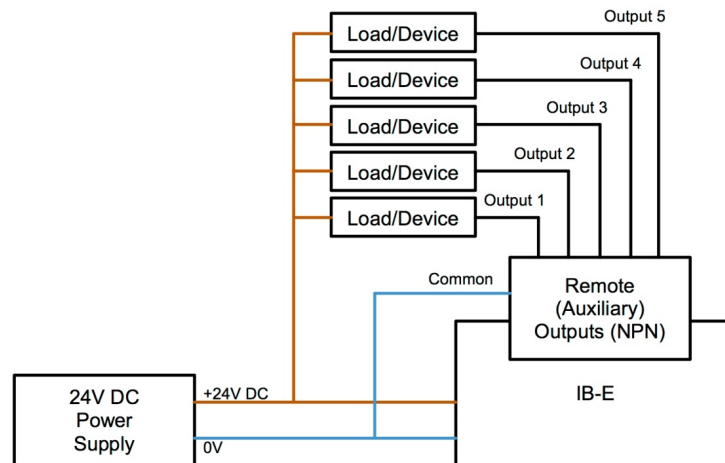 Output 5
Load/Device
Output 4
Load/Device
Output 3
Load/Device
Output 2
Load/Device
Output 1
Load/Device
Common
Remote
(Auxiliary)
Outputs (NPN)
IB-E
24V DC
Power
Supply
+24V DC
0V